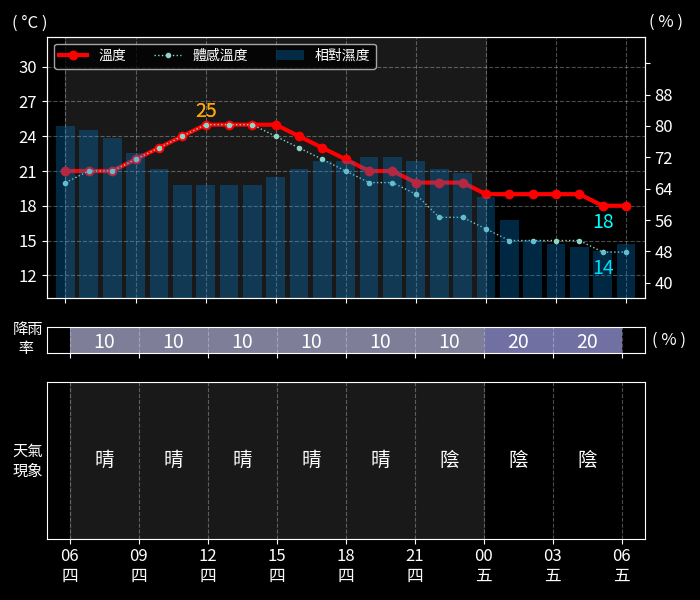 ( °C )
( % )
溫度
體感溫度
相對濕度
30
27
24
21
18
15
12
88
80
72
64
56
48
40
25
18
14
降雨
率
10 10 10 10 10 10 20 20
( % )
天氣
現象
晴 晴 晴 晴 晴 陰 陰 陰
06 09 12 15 18 21 00 03 06
四 四 四 四 四 四 五 五 五